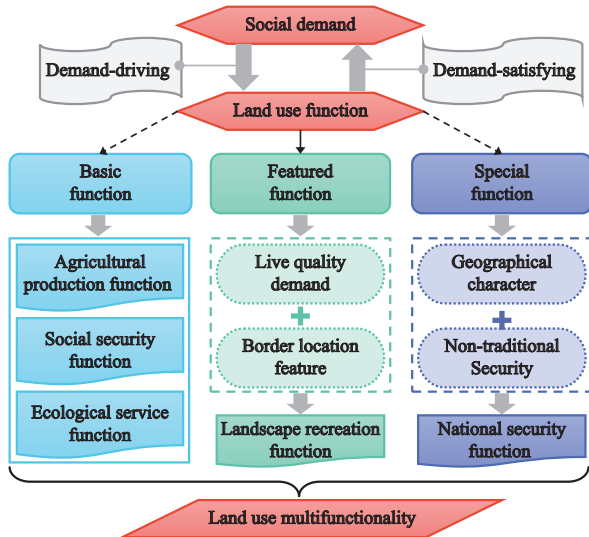 Social demand
Demand-driving
Demand-satisfying
Land use function
Basic
function
Featured
function
Special
function
Agricultural
production function
Social security
function
Ecological service
function
Live quality
demand
+
Border location
feature
Landscape recreation
function
Geographical
character
+
Non-traditional
Security
National security
function
Land use multifunctionality